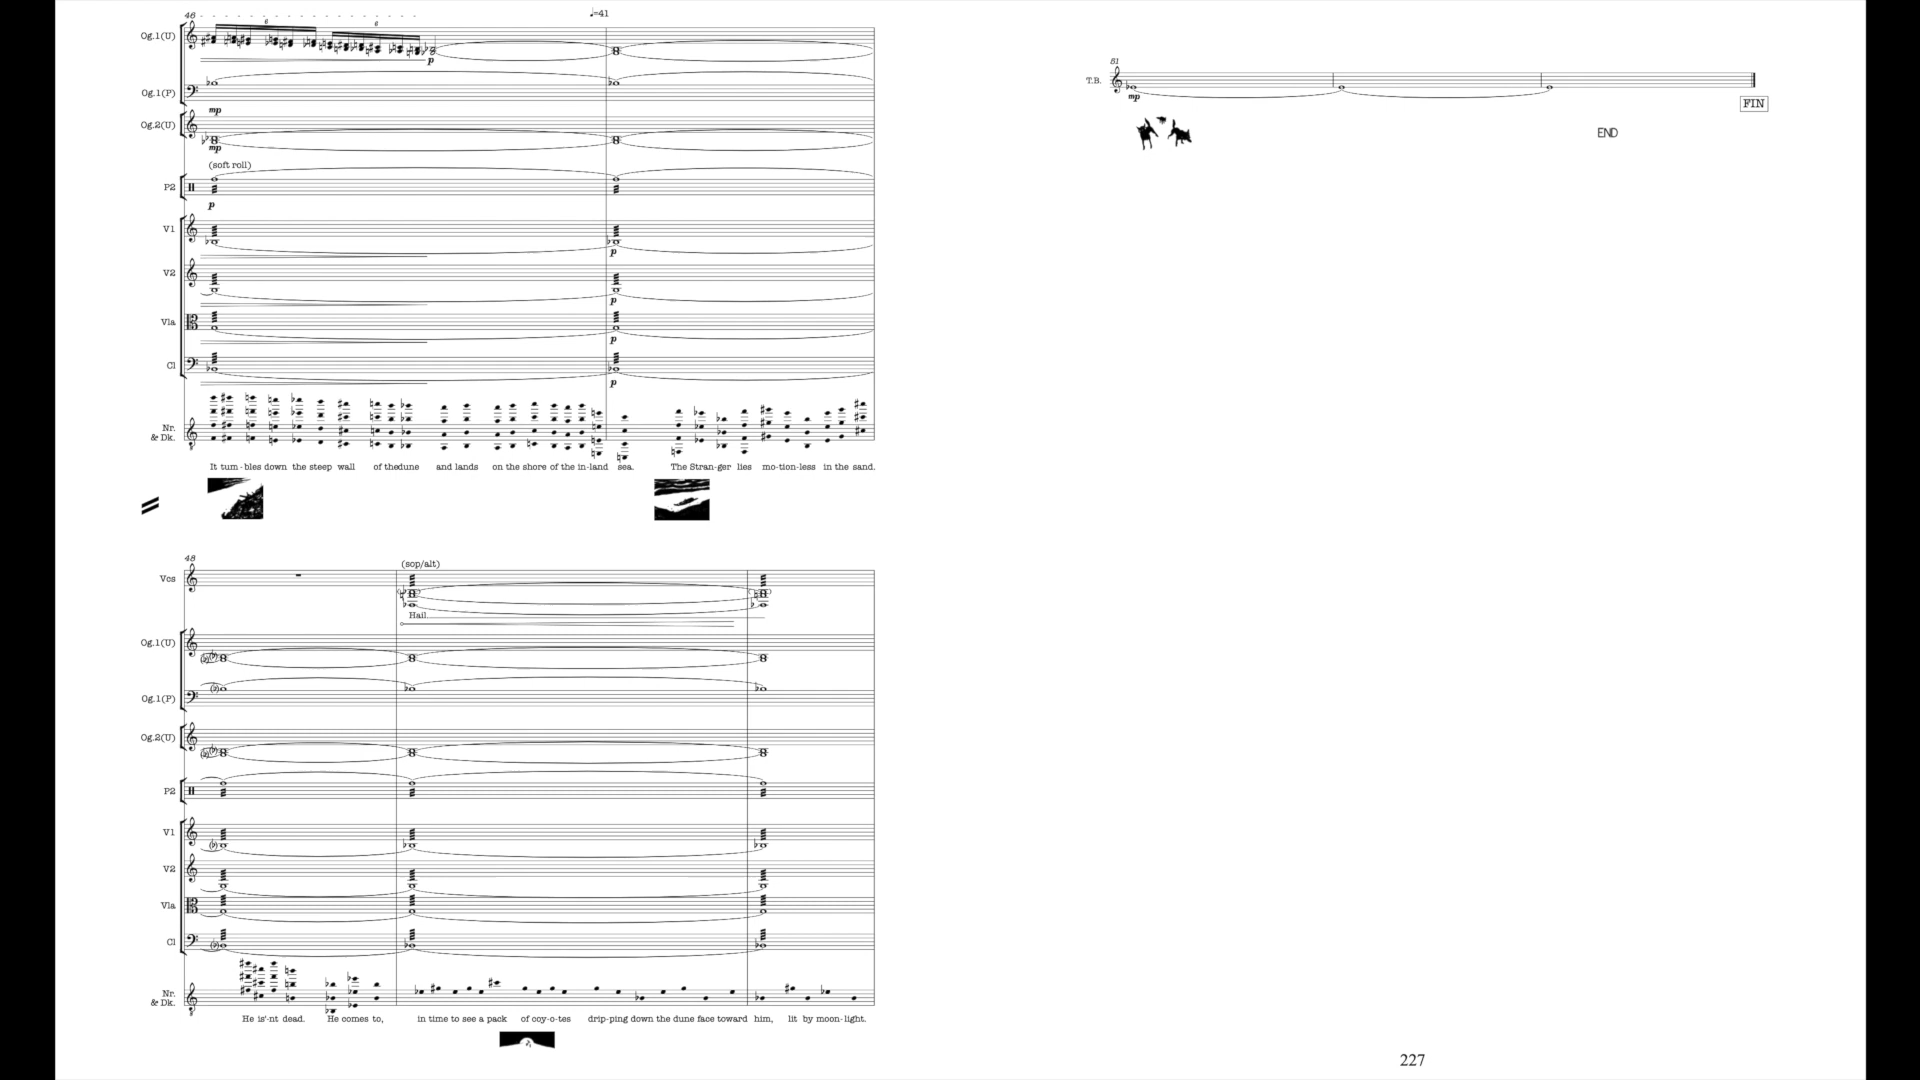 46
♩=41
Og.1(U)
6
6
p
Og.1(P)
mp
Og.2(U)
mp
(soft roll)
P2
p
V1
p
V2
p
Vla
p
Cl
p
Nr.
& Dk.
It tum-bles down the steep wall of the dune and lands on the shore of the in-land sea. The Stran-ger lies mo-tion-less in the sand.
48
(sop/alt)
Vcs
Hail
Og.1(U)
Og.1(P)
Og.2(U)
P2
V1
V2
Vla
Cl
Nr.
& Dk.
He is'-nt dead. He comes to, in time to see a pack of coy-o-tes drip-ping down the dune face toward him, lit by moon-light.
51
T.B.
mp
FIN
END
227